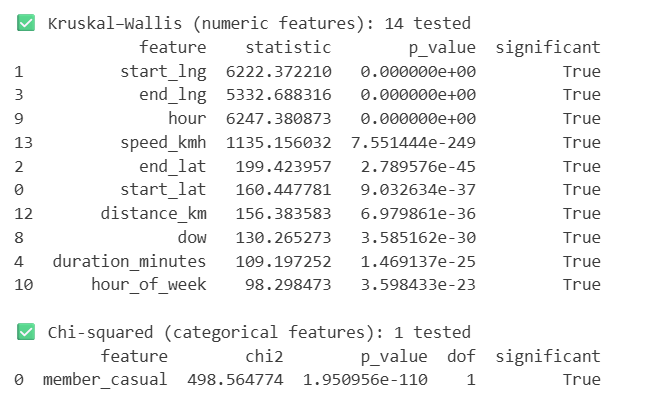 ✅ Kruskal–Wallis (numeric features): 14 tested
feature statistic p_value significant
1 start_lng 6222.372210 0.000000e+00 True
3 end_lng 5332.688316 0.000000e+00 True
9 hour 6247.380873 0.000000e+00 True
13 speed_kmh 1135.156032 7.551444e-249 True
2 end_lat 199.423957 2.789576e-45 True
0 start_lat 160.447781 9.032634e-37 True
12 distance_km 156.383583 6.979861e-36 True
8 dow 130.265273 3.585162e-30 True
4 duration_minutes 109.197252 1.469137e-25 True
10 hour_of_week 98.298473 3.598433e-23 True
✅ Chi-squared (categorical features): 1 tested
feature chi2 p_value dof significant
0 member_casual 498.564774 1.950956e-110 1 True